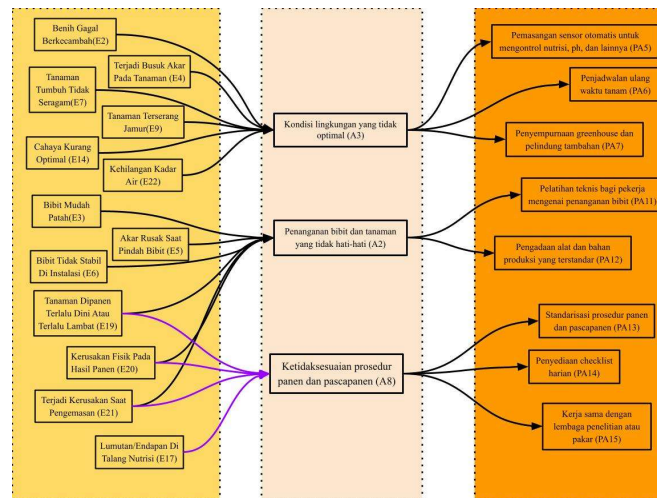 Benih Gagal
Berkecambah(E2)
Terjadi Busuk Akar
Pada Tanaman (E4)
Tanaman
Tumbuh Tidak
Seragam(E7)
Tanaman Terserang
Jamur(E9)
Cahaya Kurang
Optimal (E14)
Kehilangan Kadar
Air (E22)
Bibit Mudah
Patah(E3)
Akar Rusak Saat
Pindah Bibit (E5)
Bibit Tidak Stabil
Di Instalasi (E6)
Tanaman Dipanen
Terlalu Dini Atau
Terlalu Lambat (E19)
Kerusakan Fisik Pada
Hasil Panen (E20)
Terjadi Kerusakan Saat
Pengemasan (E21)
Lumutan/Endapan Di
Talang Nutrisi (E17)
Kondisi lingkungan yang tidak
optimal (A3)
Penanganan bibit dan tanaman
yang tidak hati-hati (A2)
Ketidaksesuaian prosedur
panen dan pascapanen (A8)
Pemasangan sensor otomatis untuk
mengontrol nutrisi, ph, dan lainnya (PA5)
Penjadwalan ulang
waktu tanam (PA6)
Penyempurnaan greenhouse dan
pelindung tambahan (PA7)
Pelatihan teknis bagi pekerja
mengenai penanganan bibit (PA11)
Pengadaan alat dan bahan
produksi yang terstandar (PA12)
Standarisasi prosedur panen
dan pascapanen (PA13)
Penyediaan checklist
harian (PA14)
Kerja sama dengan
lembaga penelitian atau
pakar (PA15)